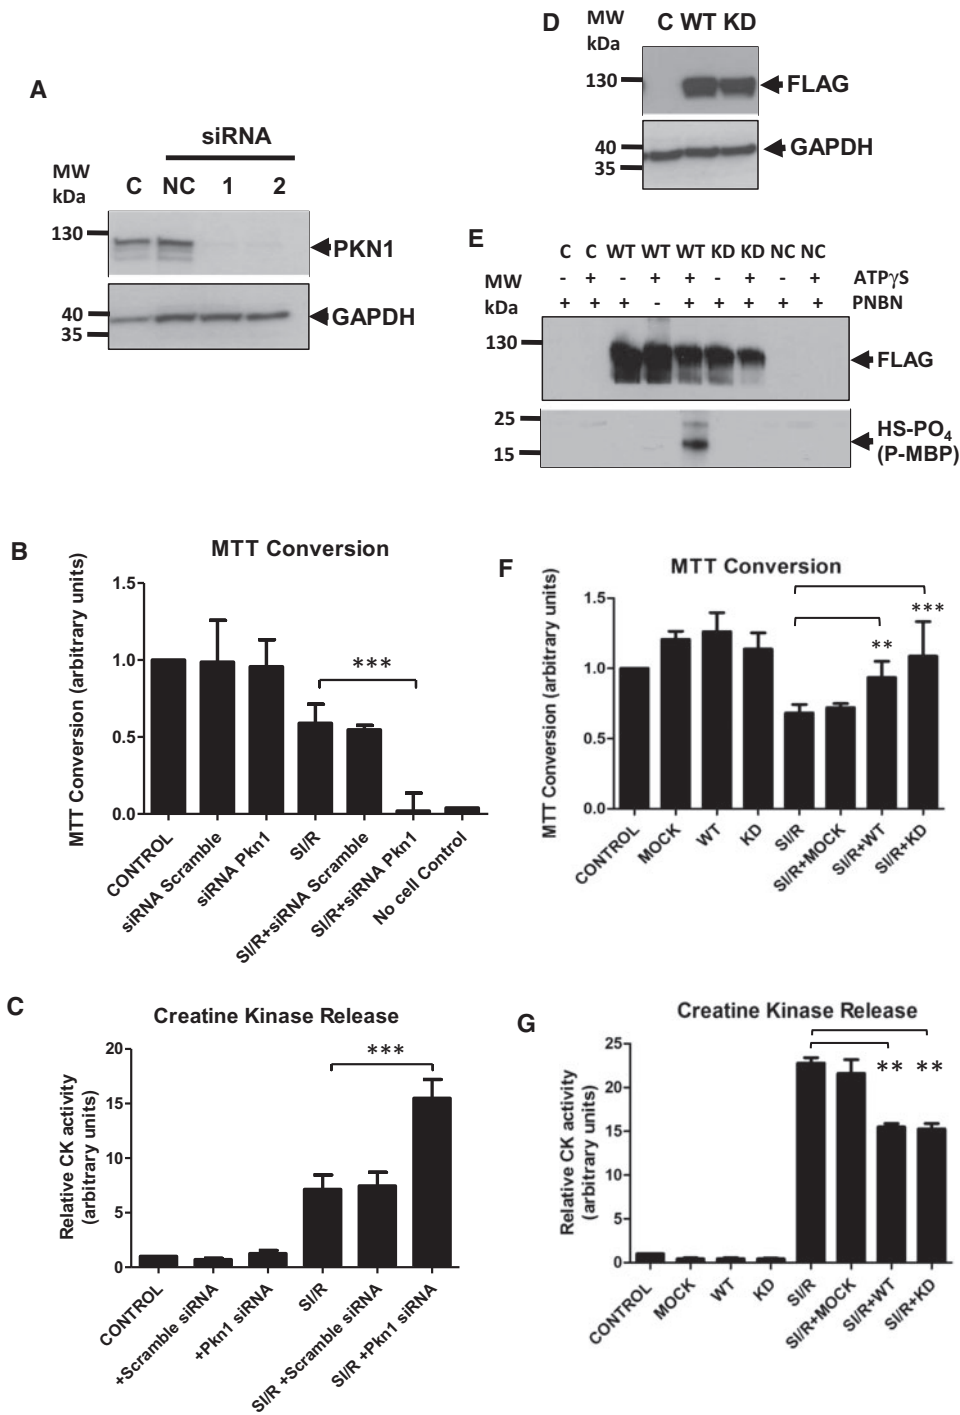 A
siRNA
MW
kDa
C NC 1 2
130
PKN1
40
35
GAPDH
D
MW
kDa
C WT KD
130
FLAG
40
35
GAPDH
E
C C WT WT WT KD KD NC NC
MW
kDa
- + - + + - + - + ATPγS
+ + + - + + + + + PNBN
130
FLAG
25
15
HS-PO4
(P-MBP)
B
MTT Conversion
MTT Conversion (arbitrary units)
1.5
1.0
0.5
0.0
***
CONTROL
siRNA Scramble
siRNA Pkn1
SI/R
SI/R+siRNA Scramble
SI/R+siRNA Pkn1
No cell Control
F
MTT Conversion
MTT Conversion (arbitrary units)
1.5
1.0
0.5
0.0
**
***
CONTROL
MOCK
WT
KD
SI/R
SI/R+MOCK
SI/R+WT
SI/R+KD
C
Creatine Kinase Release
Relative CK activity
(arbitrary units)
20
15
10
5
0
***
CONTROL
+Scramble siRNA
+Pkn1 siRNA
SI/R
SI/R +Scramble siRNA
SI/R +Pkn1 siRNA
G
Creatine Kinase Release
Relative CK activity
(arbitrary units)
25
20
15
10
5
0
** **
CONTROL
MOCK
WT
KD
SI/R
SI/R+MOCK
SI/R+WT
SI/R+KD